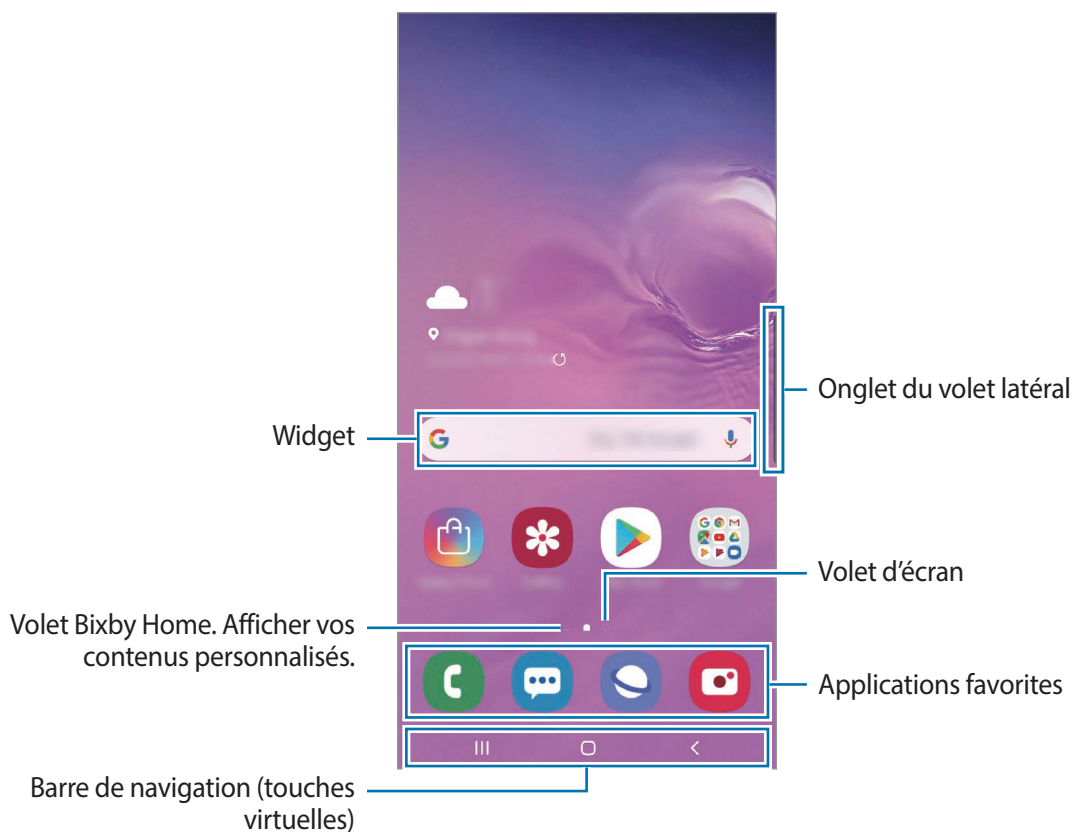 Onglet du volet latéral
Widget
Volet d'écran
Volet Bixby Home. Afficher vos
contenus personnalisés.
Applications favorites
Barre de navigation (touches
virtuelles)